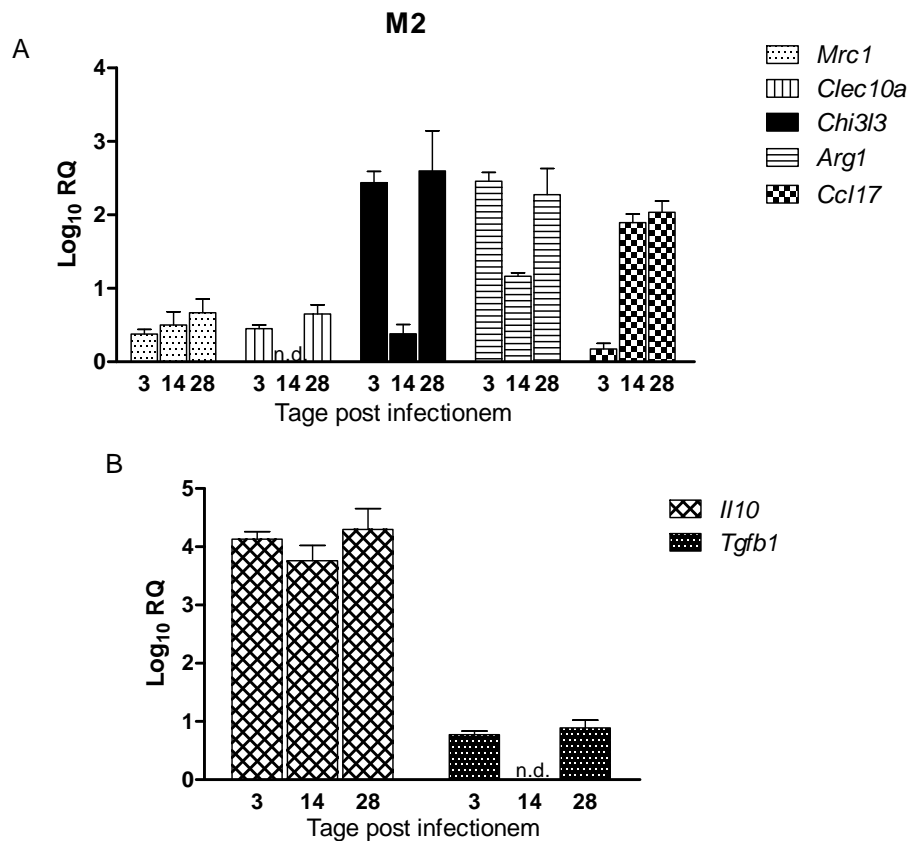 M2
A
4
3
2
1
0
Log10 RQ
n.d.
3 14 28 3 14 28 3 14 28 3 14 28 3 14 28
Tage post infectionem
Mrc1
Clec10a
Chi3l3
Arg1
Ccl17
B
5
4
3
2
1
0
Log10 RQ
n.d.
3 14 28 3 14 28
Tage post infectionem
Il10
Tgfb1